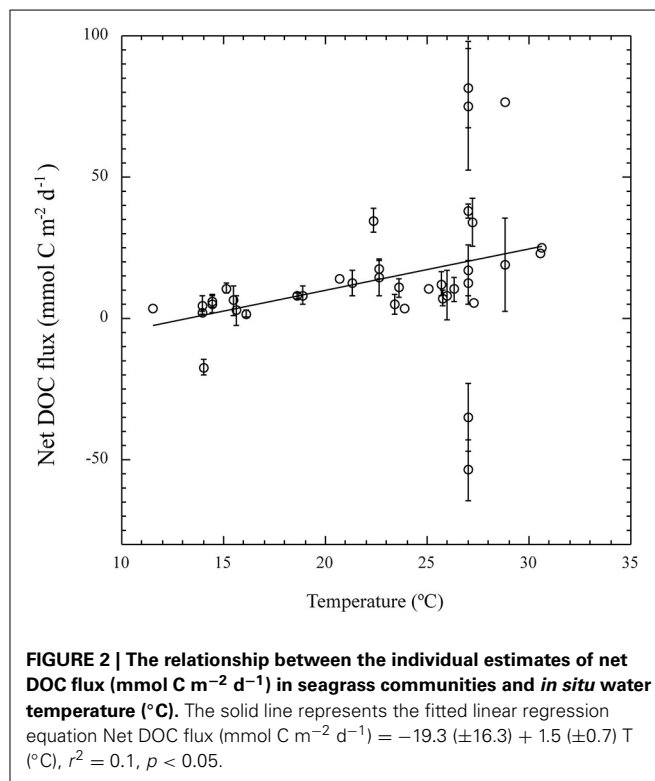 100
50
0
-50
Net DOC flux (mmol C m⁻² d⁻¹)
10 15 20 25 30 35
Temperature (ºC)
FIGURE 2 | The relationship between the individual estimates of net
DOC flux (mmol C m⁻² d⁻¹) in seagrass communities and in situ water
temperature (°C). The solid line represents the fitted linear regression
equation Net DOC flux (mmol C m⁻² d⁻¹) = −19.3 (±16.3) + 1.5 (±0.7) T
(°C), r² = 0.1, p < 0.05.